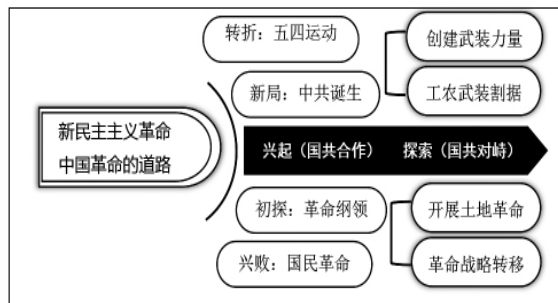 转折：五四运动
创建武装力量
新局：中共诞生
工农武装割据
新民主主义革命
中国革命的道路
兴起（国共合作） 探索（国共对峙）
初探：革命纲领
开展土地革命
兴败：国民革命
革命战略转移